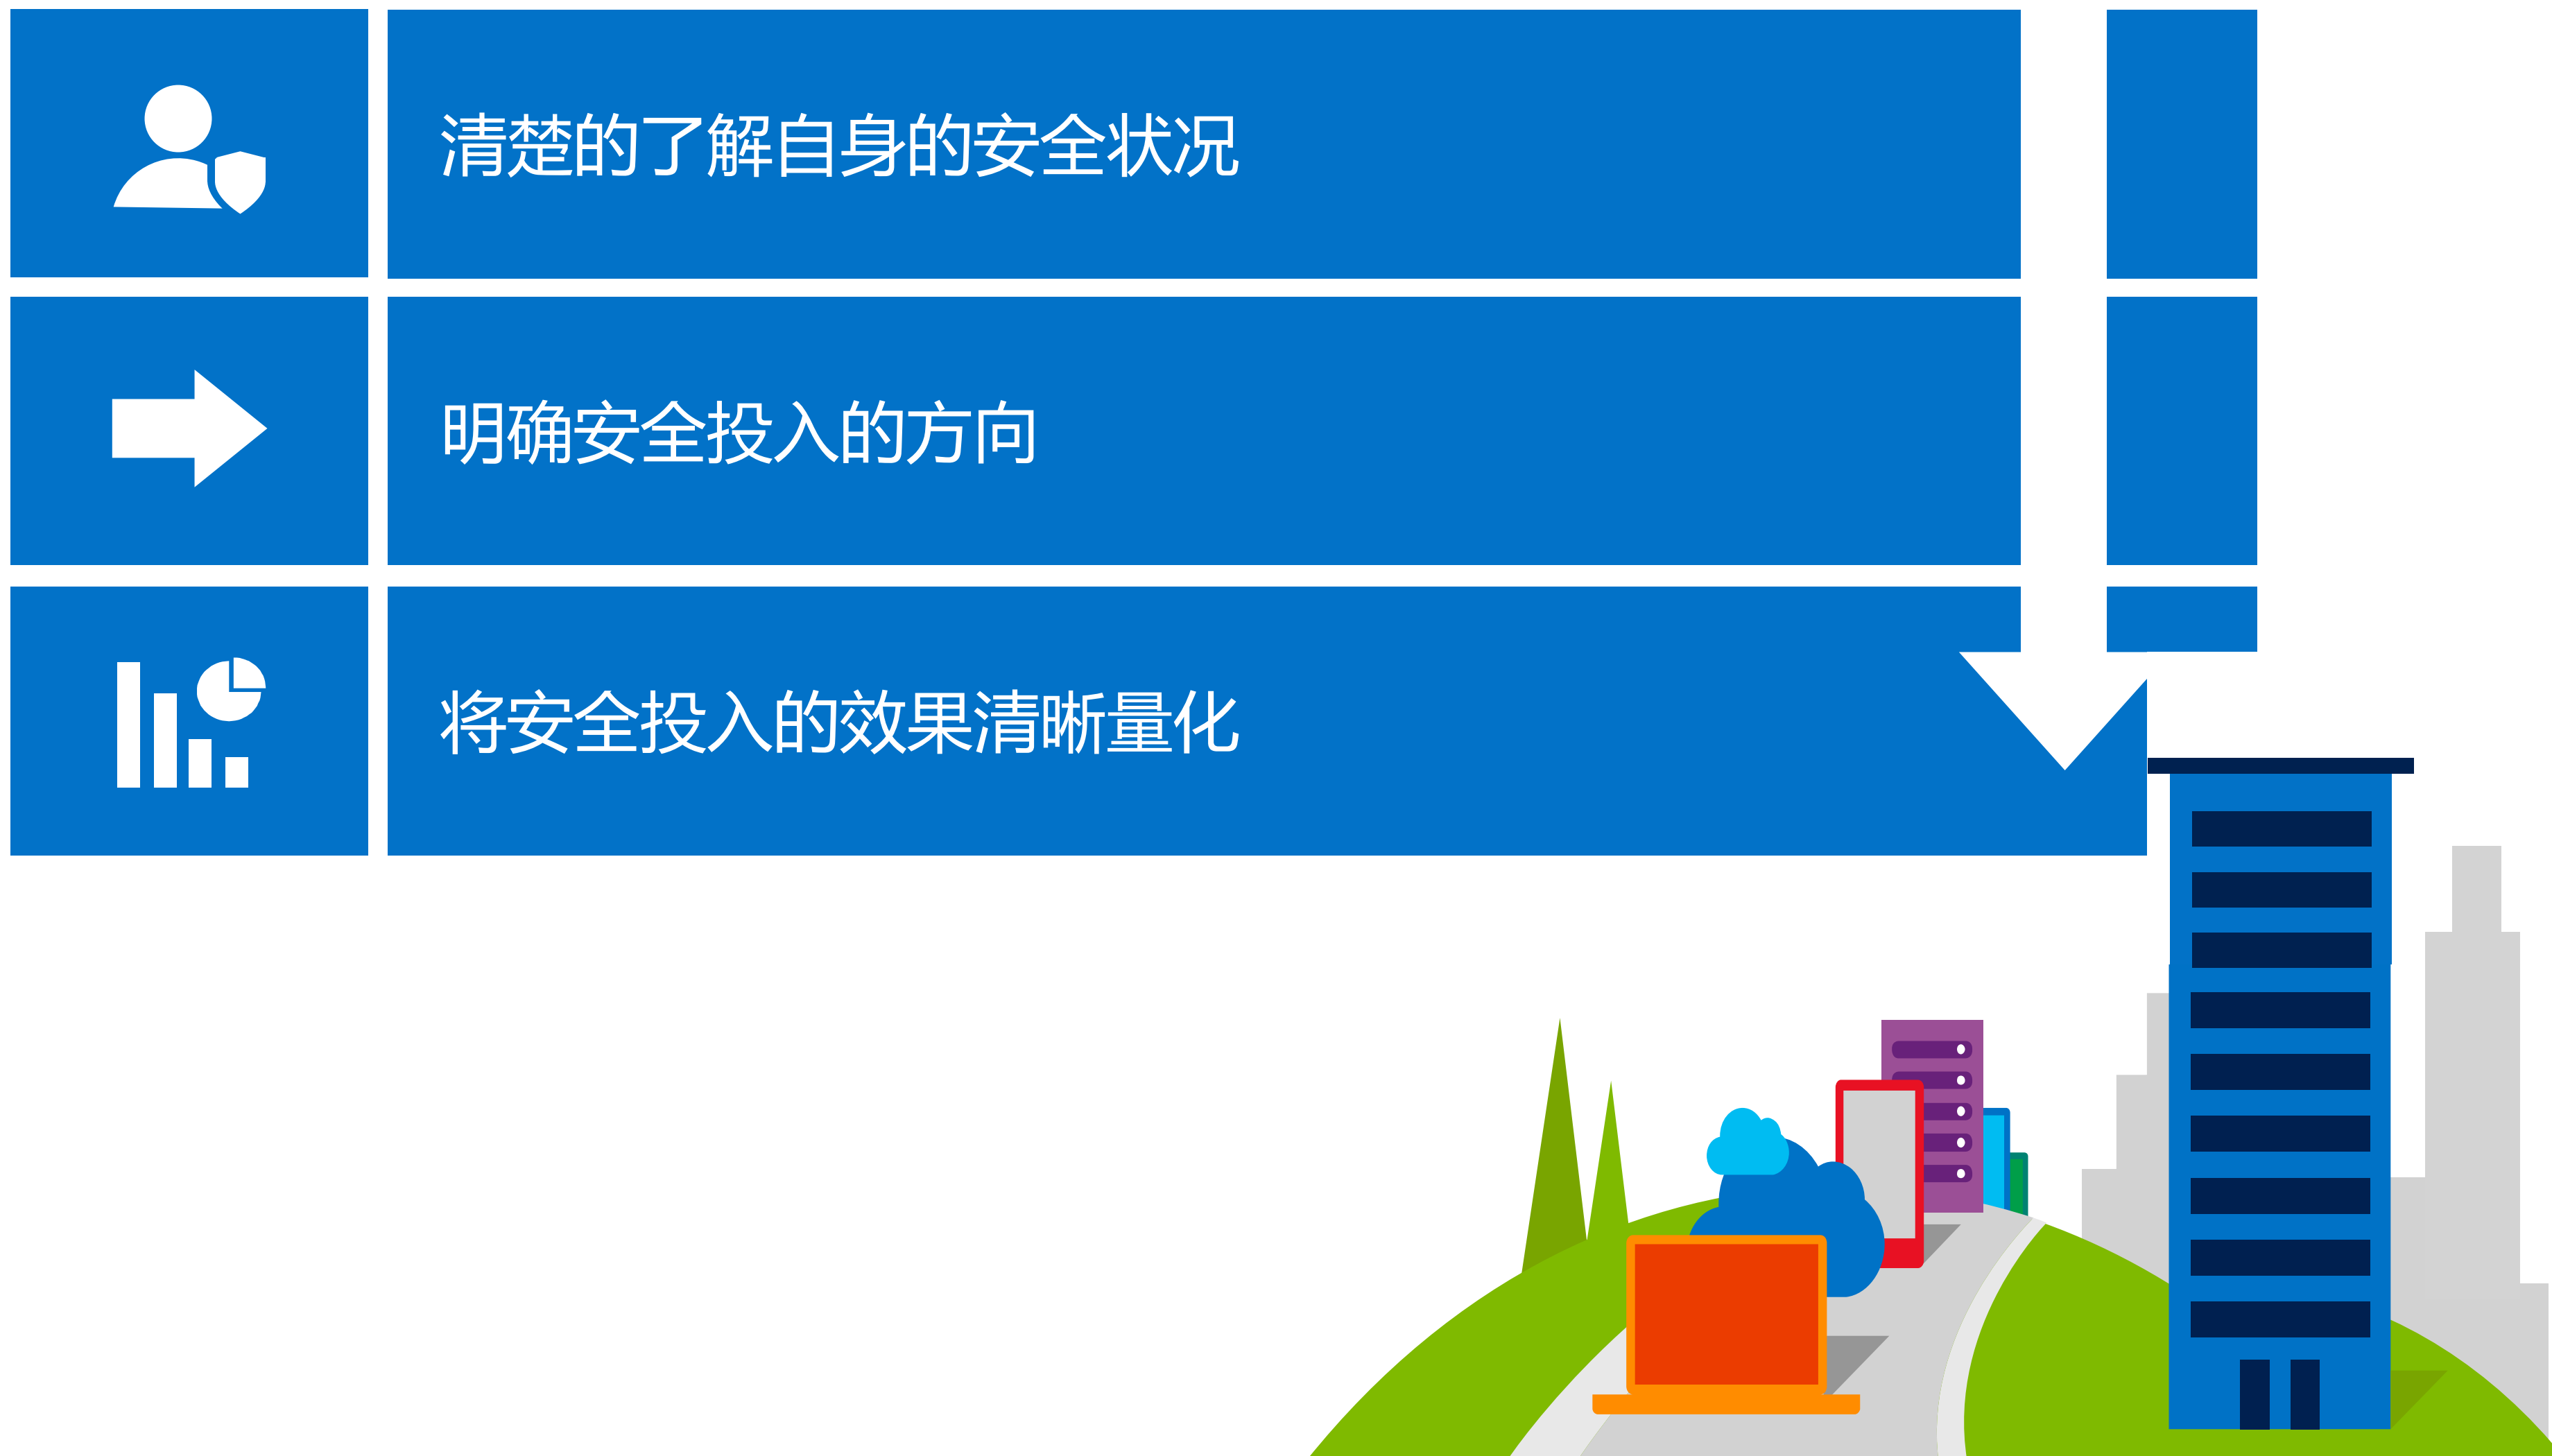 清楚的了解自身的安全状况
明确安全投入的方向
将安全投入的效果清晰量化